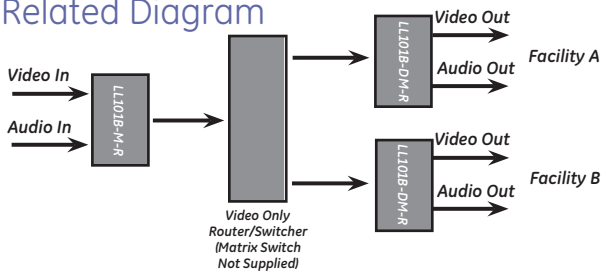 Related Diagram
Video In
Audio In
LL101B-M-R
Video Only
Router/Switcher
(Matrix Switch
Not Supplied)
LL101B-DM-R
Video Out
Audio Out
Facility A
LL101B-DM-R
Video Out
Audio Out
Facility B